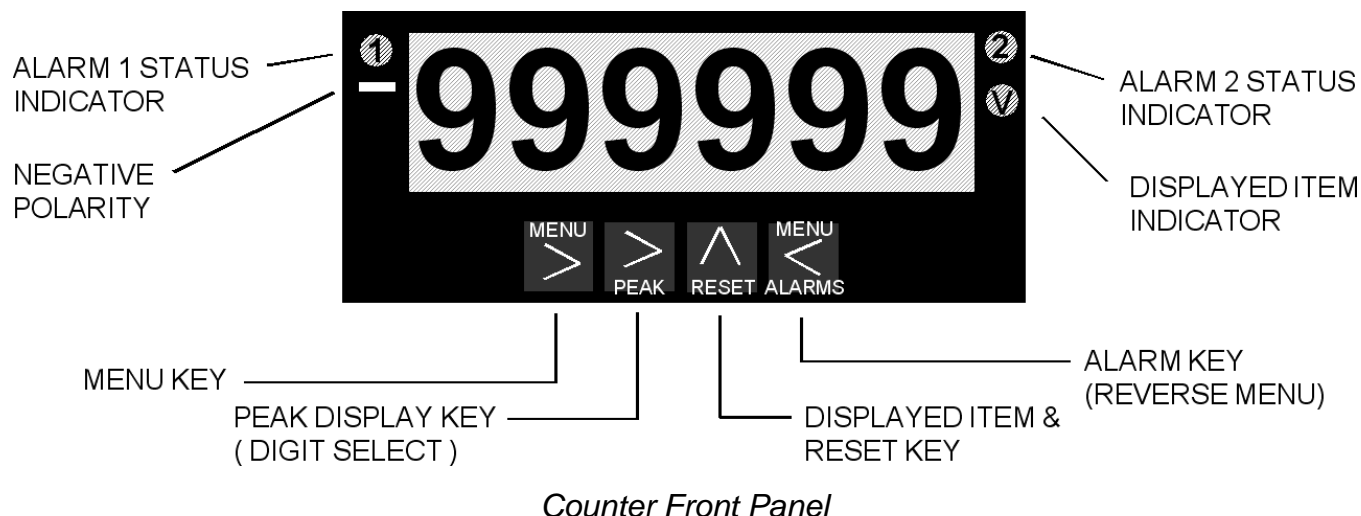 1
999999
2
V
ALARM 1 STATUS
INDICATOR
NEGATIVE
POLARITY
ALARM 2 STATUS
INDICATOR
DISPLAYED ITEM
INDICATOR
MENU
>
>
PEAK
^
RESET
MENU
<
ALARMS
MENU KEY
PEAK DISPLAY KEY
( DIGIT SELECT )
DISPLAYED ITEM &
RESET KEY
ALARM KEY
(REVERSE MENU)
Counter Front Panel